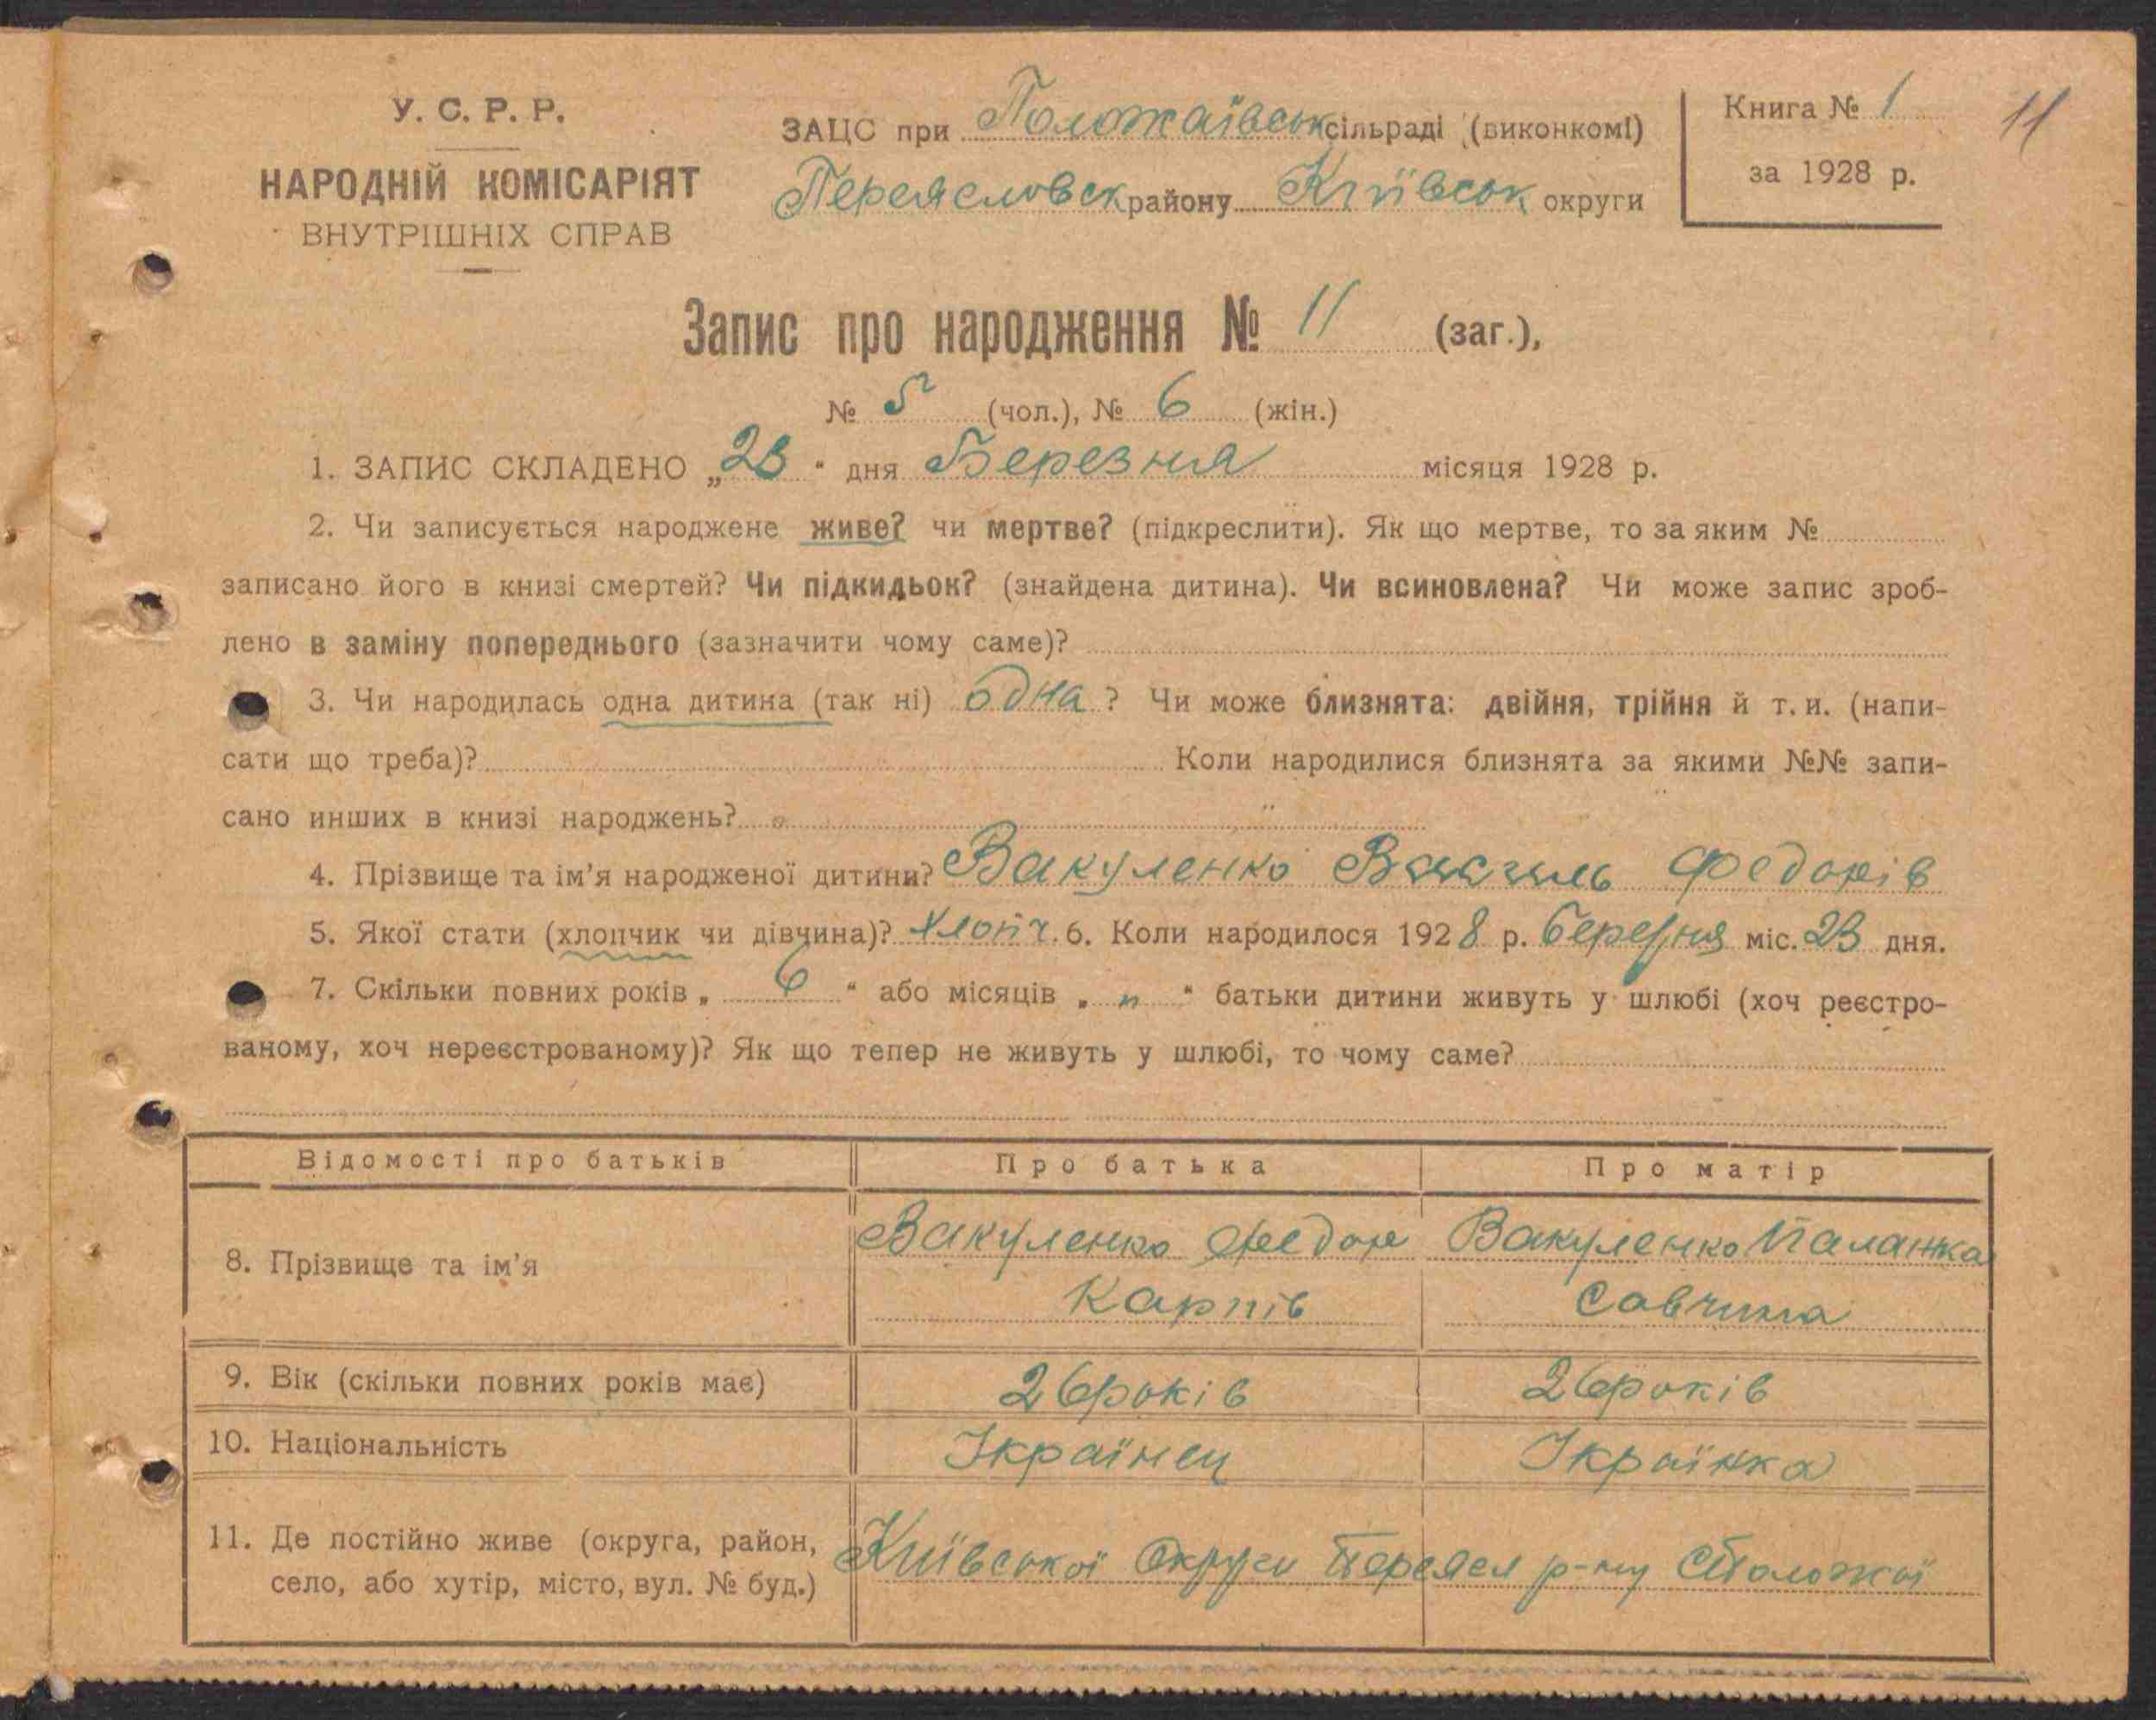 У. С. Р. Р.
НАРОДНІЙ КОМІСАРІЯТ
ВНУТРІШНІХ СПРАВ
ЗАЦС при Положаївськ сільраді (виконкомі)
Переясловськ району Київськ округи
Книга № 1
за 1928 р.
11
Запис про народження № 11 (заг.),
№ 5 (чол.), № 6 (жін.)
1. ЗАПИС СКЛАДЕНО „23“ дня Березня місяця 1928 р.
2. Чи записується народжене живе? чи мертве? (підкреслити). Як що мертве, то за яким №
записано його в книзі смертей? Чи підкидьок? (знайдена дитина). Чи всиновлена? Чи може запис зроб-
лено в заміну попереднього (зазначити чому саме)?
3. Чи народилась одна дитина (так ні) одна? Чи може близнята: двійня, трійня й т. и. (напи-
сати що треба)? Коли народилися близнята за якими №№ запи-
сано инших в книзі народжень?
4. Прізвище та ім’я народженої дитини? Вакуленко Василь Федорів
5. Якої стати (хлопчик чи дівчина)? Хлопч. 6. Коли народилося 1928 р. березня міс. 23 дня.
7. Скільки повних років „ 6 “ або місяців „ п “ батьки дитини живуть у шлюбі (хоч реєстро-
ваному, хоч нереєстрованому)? Як що тепер не живуть у шлюбі, то чому саме?
Відомості про батьків Про батька Про матір
8. Прізвище та ім’я Вакуленко Федор Вакуленко Палажка
Карпів Савчина
9. Вік (скільки повних років має) 26 років 26 років
10. Національність Українец Українка
11. Де постійно живе (округа, район,
село, або хутір, місто, вул. № буд.) Київської Округи Переясл р-ну с Положаї